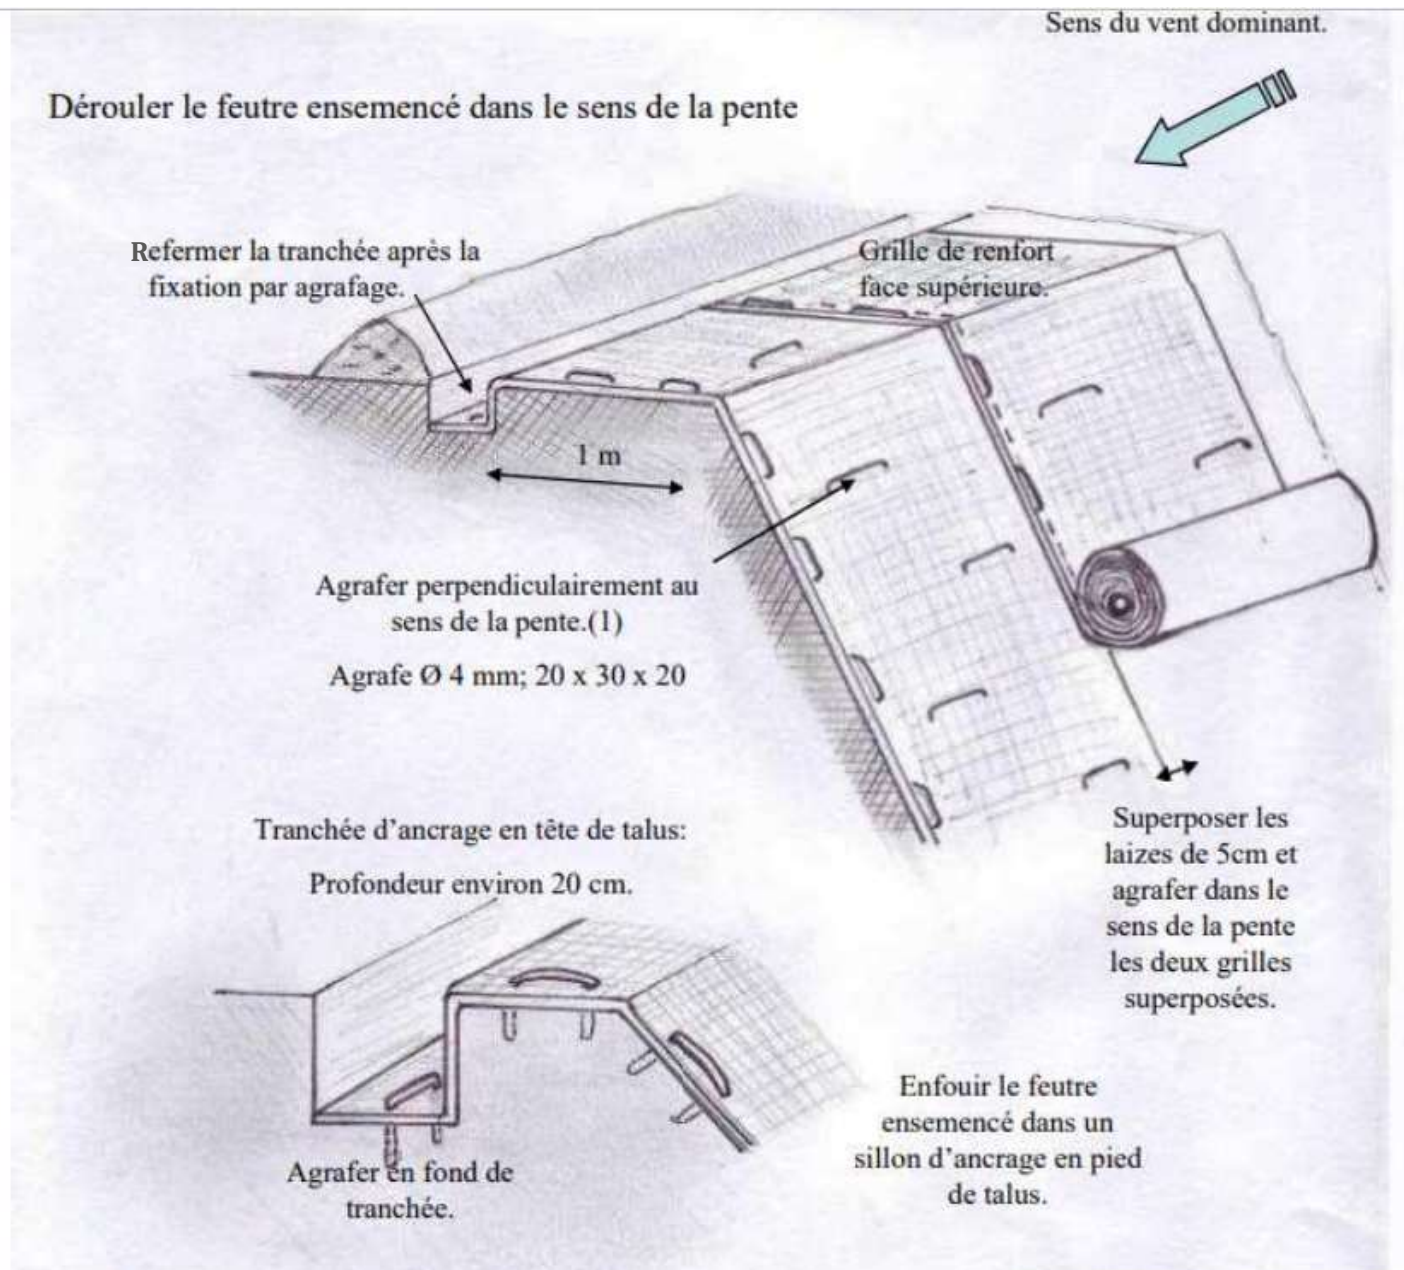 Sens du vent dominant.
Dérouler le feutre ensemencé dans le sens de la pente
Refermer la tranchée après la
fixation par agrafage.
Grille de renfort
face supérieure.
1 m
Agrafer perpendiculairement au
sens de la pente.(1)
Agrafe Ø 4 mm; 20 x 30 x 20
Tranchée d’ancrage en tête de talus:
Profondeur environ 20 cm.
Superposer les
laizes de 5cm et
agrafer dans le
sens de la pente
les deux grilles
superposées.
Enfouir le feutre
ensemencé dans un
sillon d’ancrage en pied
de talus.
Agrafer en fond de
tranchée.